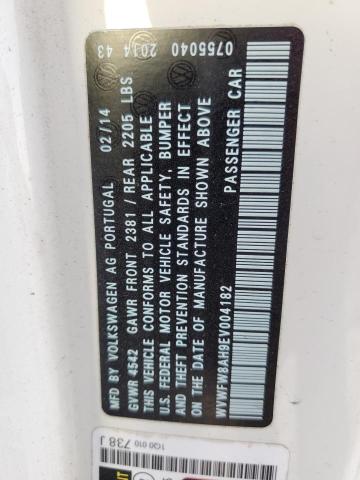 MFD BY VOLKSWAGEN AG PORTUGAL 02/14 2014 43 0755040
GVWR 4542 GAWR FRONT 2381 / REAR 2205 LBS
THIS VEHICLE CONFORMS TO ALL APPLICABLE
U.S. FEDERAL MOTOR VEHICLE SAFETY, BUMPER
AND THEFT PREVENTION STANDARDS IN EFFECT
ON THE DATE OF MANUFACTURE SHOWN ABOVE
WVWFW8AH9EV004182 PASSENGER CAR
1Q0 010 738 J